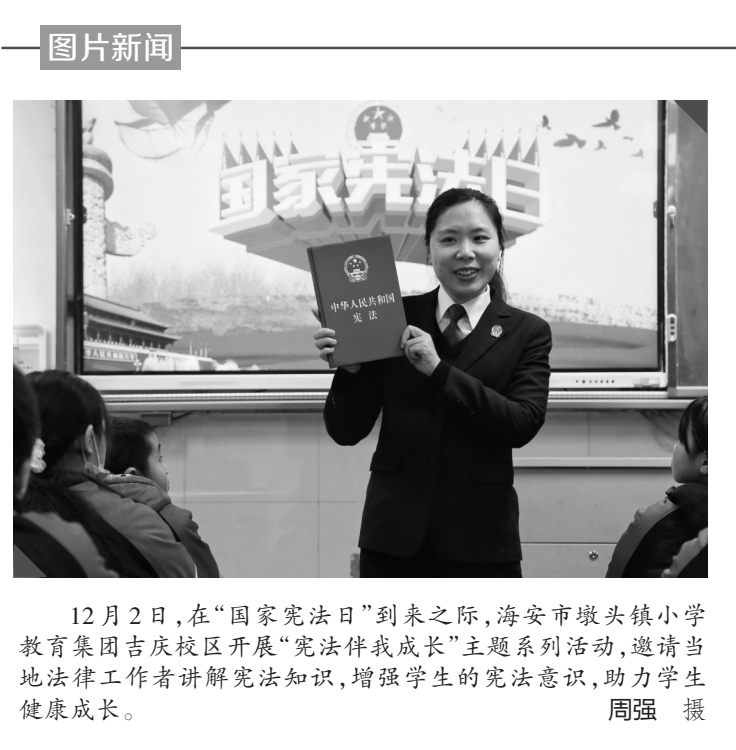 图片新闻
国家宪法日
中华人民共和国
宪法
12月2日，在“国家宪法日”到来之际，海安市墩头镇小学
教育集团吉庆校区开展“宪法伴我成长”主题系列活动，邀请当
地法律工作者讲解宪法知识，增强学生的宪法意识，助力学生
健康成长。 周强 摄